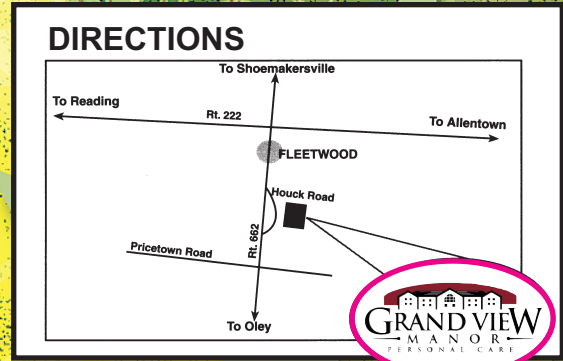 DIRECTIONS
To Shoemakersville
To Reading
Rt. 222
To Allentown
FLEETWOOD
Houck Road
Rt. 662
Pricetown Road
To Oley
GRAND VIEW
MANOR
PERSONAL CARE